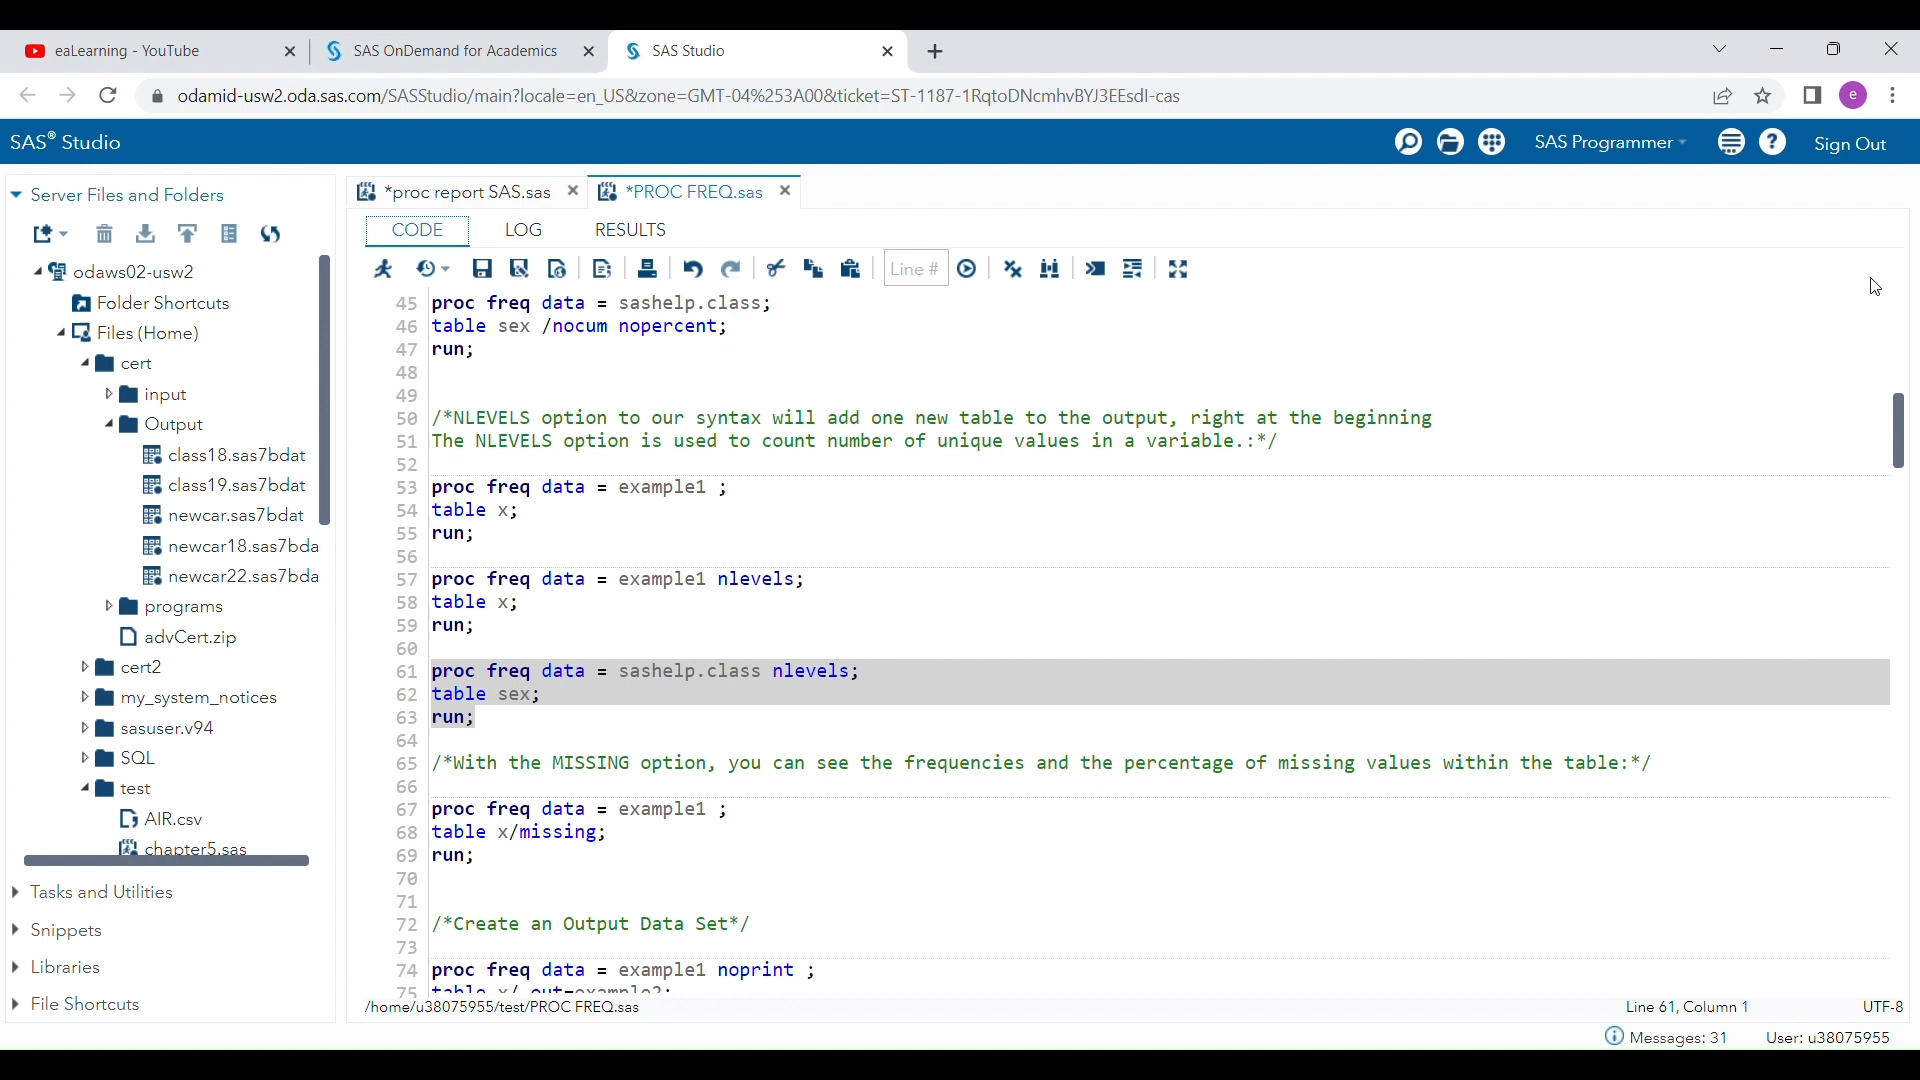 ealearning - YouTube
SAS OnDemand for Academics
SAS Studio
odamid-usw2.oda.sas.com/SASStudio/main?locale=en_US&zone=GMT-04%253A00&ticket=ST-1187-1RqtoDNcmhvBYJ3EEsdI-cas
e
SAS® Studio
SAS Programmer
Sign Out
Server Files and Folders
odaws02-usw2
Folder Shortcuts
Files (Home)
cert
input
Output
class18.sas7bdat
class19.sas7bdat
newcar.sas7bdat
newcar18.sas7bda
newcar22.sas7bda
programs
advCert.zip
cert2
my_system_notices
sasuser.v94
SQL
test
AIR.csv
chapter5.sas
Tasks and Utilities
Snippets
Libraries
File Shortcuts
*proc report SAS.sas
*PROC FREQ.sas
CODE LOG RESULTS
Line #
45 proc freq data = sashelp.class;
46 table sex /nocum nopercent;
47 run;
48
49
50 /*NLEVELS option to our syntax will add one new table to the output, right at the beginning
51 The NLEVELS option is used to count number of unique values in a variable.:*/
52
53 proc freq data = example1 ;
54 table x;
55 run;
56
57 proc freq data = example1 nlevels;
58 table x;
59 run;
60
61 proc freq data = sashelp.class nlevels;
62 table sex;
63 run;
64
65 /*With the MISSING option, you can see the frequencies and the percentage of missing values within the table:*/
66
67 proc freq data = example1 ;
68 table x/missing;
69 run;
70
71
72 /*Create an Output Data Set*/
73
74 proc freq data = example1 noprint ;
75 table x/ out=example2;
/home/u38075955/test/PROC FREQ.sas
Line 61, Column 1
UTF-8
Messages: 31
User: u38075955